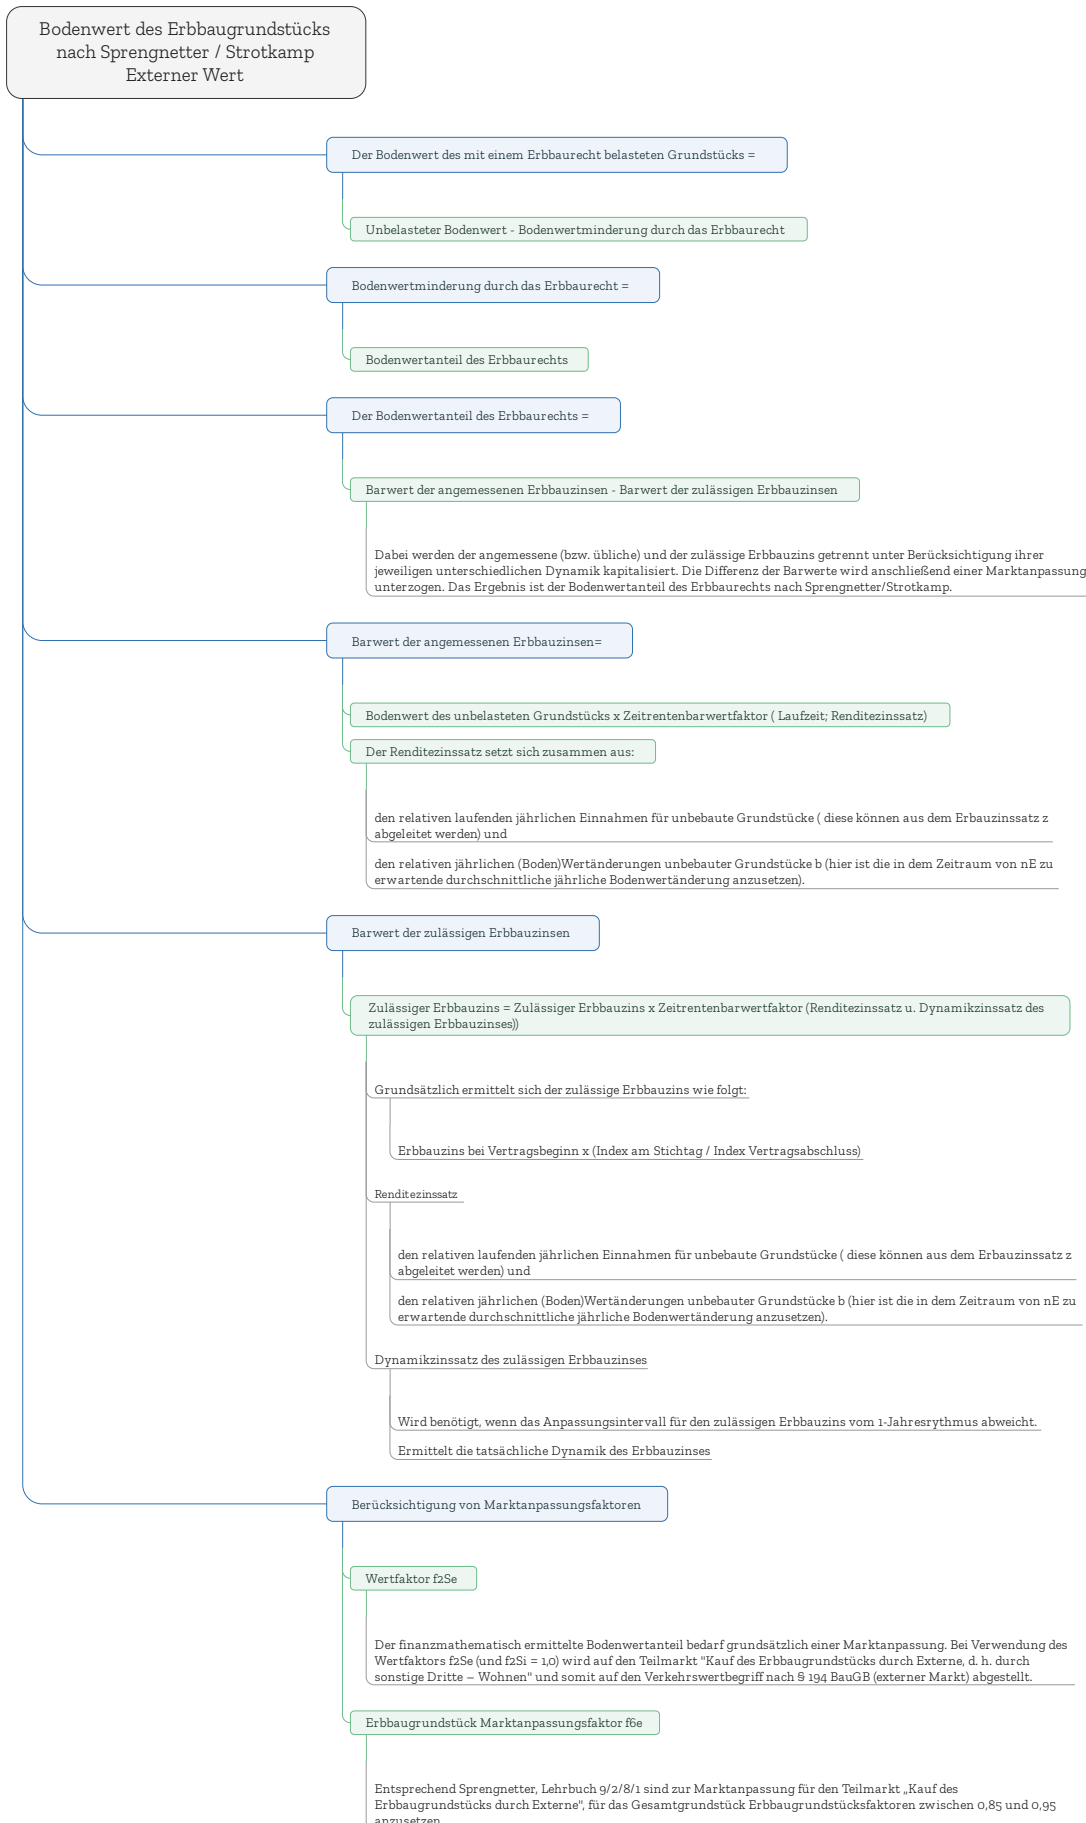 Bodenwert des Erbbaugrundstücks
nach Sprengnetter / Strotkamp
Externer Wert
Der Bodenwert des mit einem Erbbaurecht belasteten Grundstücks =
Unbelasteter Bodenwert - Bodenwertminderung durch das Erbbaurecht
Bodenwertminderung durch das Erbbaurecht =
Bodenwertanteil des Erbbaurechts
Der Bodenwertanteil des Erbbaurechts =
Barwert der angemessenen Erbbauzinsen - Barwert der zulässigen Erbbauzinsen
Dabei werden der angemessene (bzw. übliche) und der zulässige Erbbauzins getrennt unter Berücksichtigung ihrer
jeweiligen unterschiedlichen Dynamik kapitalisiert. Die Differenz der Barwerte wird anschließend einer Marktanpassung
unterzogen. Das Ergebnis ist der Bodenwertanteil des Erbbaurechts nach Sprengnetter/Strotkamp.
Barwert der angemessenen Erbbauzinsen=
Bodenwert des unbelasteten Grundstücks x Zeitrentenbarwertfaktor ( Laufzeit; Renditezinssatz)
Der Renditezinssatz setzt sich zusammen aus:
den relativen laufenden jährlichen Einnahmen für unbebaute Grundstücke ( diese können aus dem Erbauzinssatz z
abgeleitet werden) und
den relativen jährlichen (Boden)Wertänderungen unbebauter Grundstücke b (hier ist die in dem Zeitraum von nE zu
erwartende durchschnittliche jährliche Bodenwertänderung anzusetzen).
Barwert der zulässigen Erbbauzinsen
Zulässiger Erbbauzins = Zulässiger Erbbauzins x Zeitrentenbarwertfaktor (Renditezinssatz u. Dynamikzinssatz des
zulässigen Erbbauzinses))
Grundsätzlich ermittelt sich der zulässige Erbbauzins wie folgt:
Erbbauzins bei Vertragsbeginn x (Index am Stichtag / Index Vertragsabschluss)
Renditezinssatz
den relativen laufenden jährlichen Einnahmen für unbebaute Grundstücke ( diese können aus dem Erbauzinssatz z
abgeleitet werden) und
den relativen jährlichen (Boden)Wertänderungen unbebauter Grundstücke b (hier ist die in dem Zeitraum von nE zu
erwartende durchschnittliche jährliche Bodenwertänderung anzusetzen).
Dynamikzinssatz des zulässigen Erbbauzinses
Wird benötigt, wenn das Anpassungsintervall für den zulässigen Erbbauzins vom 1-Jahresrythmus abweicht.
Ermittelt die tatsächliche Dynamik des Erbbauzinses
Berücksichtigung von Marktanpassungsfaktoren
Wertfaktor f2Se
Der finanzmathematisch ermittelte Bodenwertanteil bedarf grundsätzlich einer Marktanpassung. Bei Verwendung des
Wertfaktors f2Se (und f2Si = 1,0) wird auf den Teilmarkt "Kauf des Erbbaugrundstücks durch Externe, d. h. durch
sonstige Dritte – Wohnen" und somit auf den Verkehrswertbegriff nach § 194 BauGB (externer Markt) abgestellt.
Erbbaugrundstück Marktanpassungsfaktor f6e
Entsprechend Sprengnetter, Lehrbuch 9/2/8/1 sind zur Marktanpassung für den Teilmarkt „Kauf des
Erbbaugrundstücks durch Externe", für das Gesamtgrundstück Erbbaugrundstücksfaktoren zwischen 0,85 und 0,95
anzusetzen